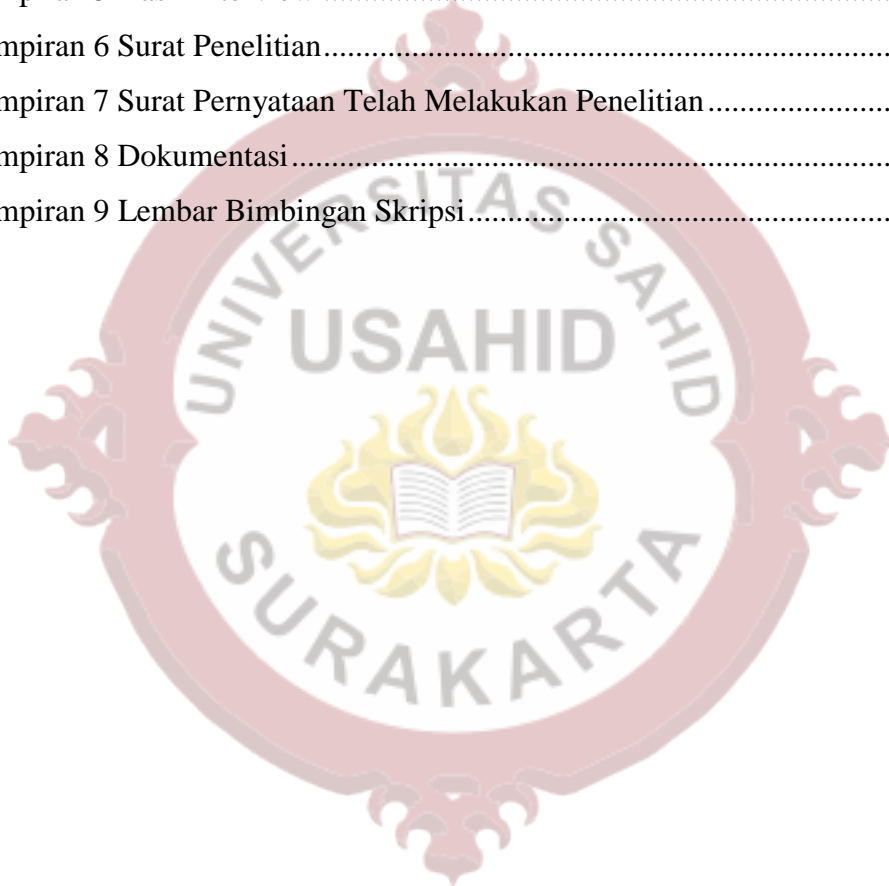 mpiran 6 Surat Penelitian
mpiran 7 Surat Pernyataan Telah Melakukan Penelitian
mpiran 8 Dokumentasi
mpiran 9 Lembar Bimbingan Skripsi
UNIVERSITAS SAHID
USAHID
SURAKARTA